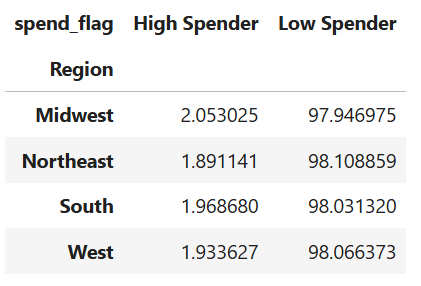 spend_flag High Spender Low Spender
Region
Midwest 2.053025 97.946975
Northeast 1.891141 98.108859
South 1.968680 98.031320
West 1.933627 98.066373